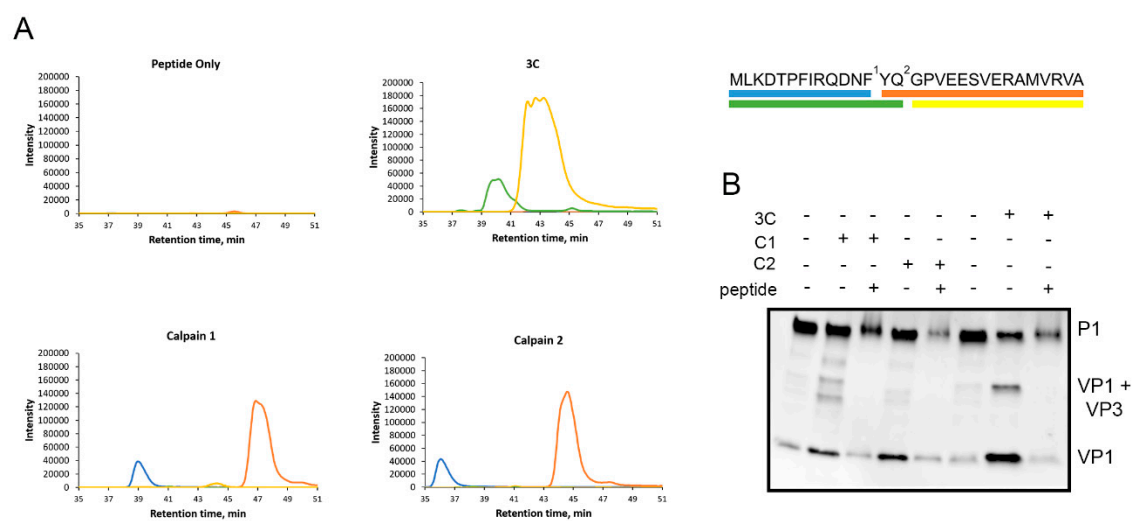 A
Peptide Only
200000
180000
160000
140000
120000
100000
80000
60000
40000
20000
0
Intensity
35 37 39 41 43 45 47 49 51
Retention time, min
3C
200000
180000
160000
140000
120000
100000
80000
60000
40000
20000
0
Intensity
35 37 39 41 43 45 47 49 51
Retention time, min
MLKDTPFIRQDNF¹YQ²GPVEESVERAMVRVA
Calpain 1
200000
180000
160000
140000
120000
100000
80000
60000
40000
20000
0
Intensity
35 37 39 41 43 45 47 49 51
Retention time, min
Calpain 2
200000
180000
160000
140000
120000
100000
80000
60000
40000
20000
0
Intensity
35 37 39 41 43 45 47 49 51
Retention time, min
B
3C - - - - - - + +
C1 - + + - - - - -
C2 - - - + + - - -
peptide - - + - + - - +
P1
VP1 +
VP3
VP1